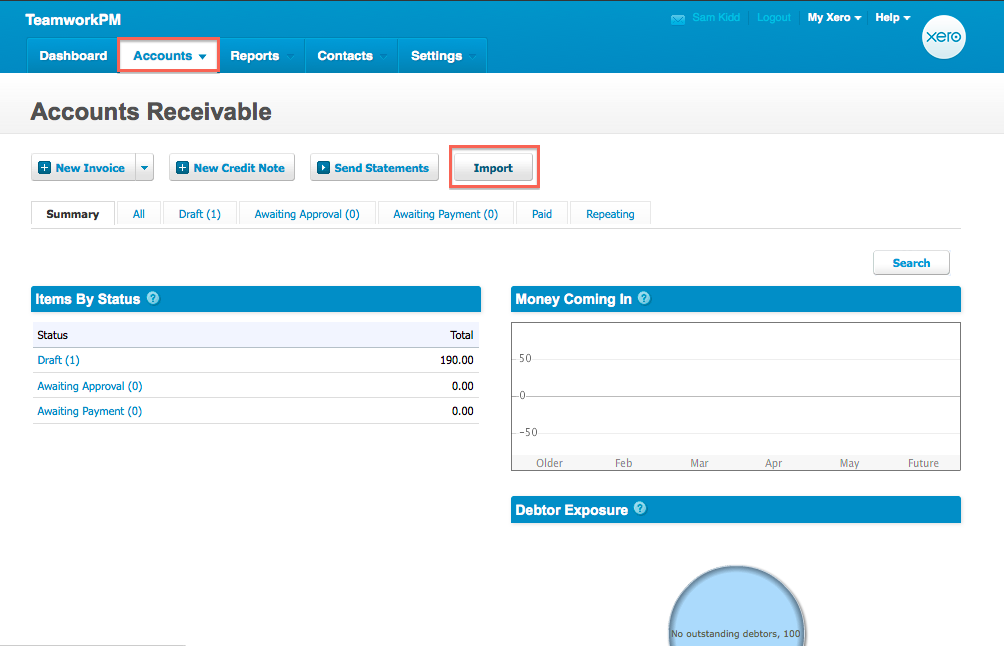 TeamworkPM
Sam Kidd Logout My Xero Help
xero
Dashboard Accounts Reports Contacts Settings
Accounts Receivable
New Invoice New Credit Note Send Statements Import
Summary All Draft (1) Awaiting Approval (0) Awaiting Payment (0) Paid Repeating
Search
Items By Status ?
Status Total
Draft (1) 190.00
Awaiting Approval (0) 0.00
Awaiting Payment (0) 0.00
Money Coming In ?
50
0
-50
Older Feb Mar Apr May Future
Debtor Exposure ?
No outstanding debtors, 100